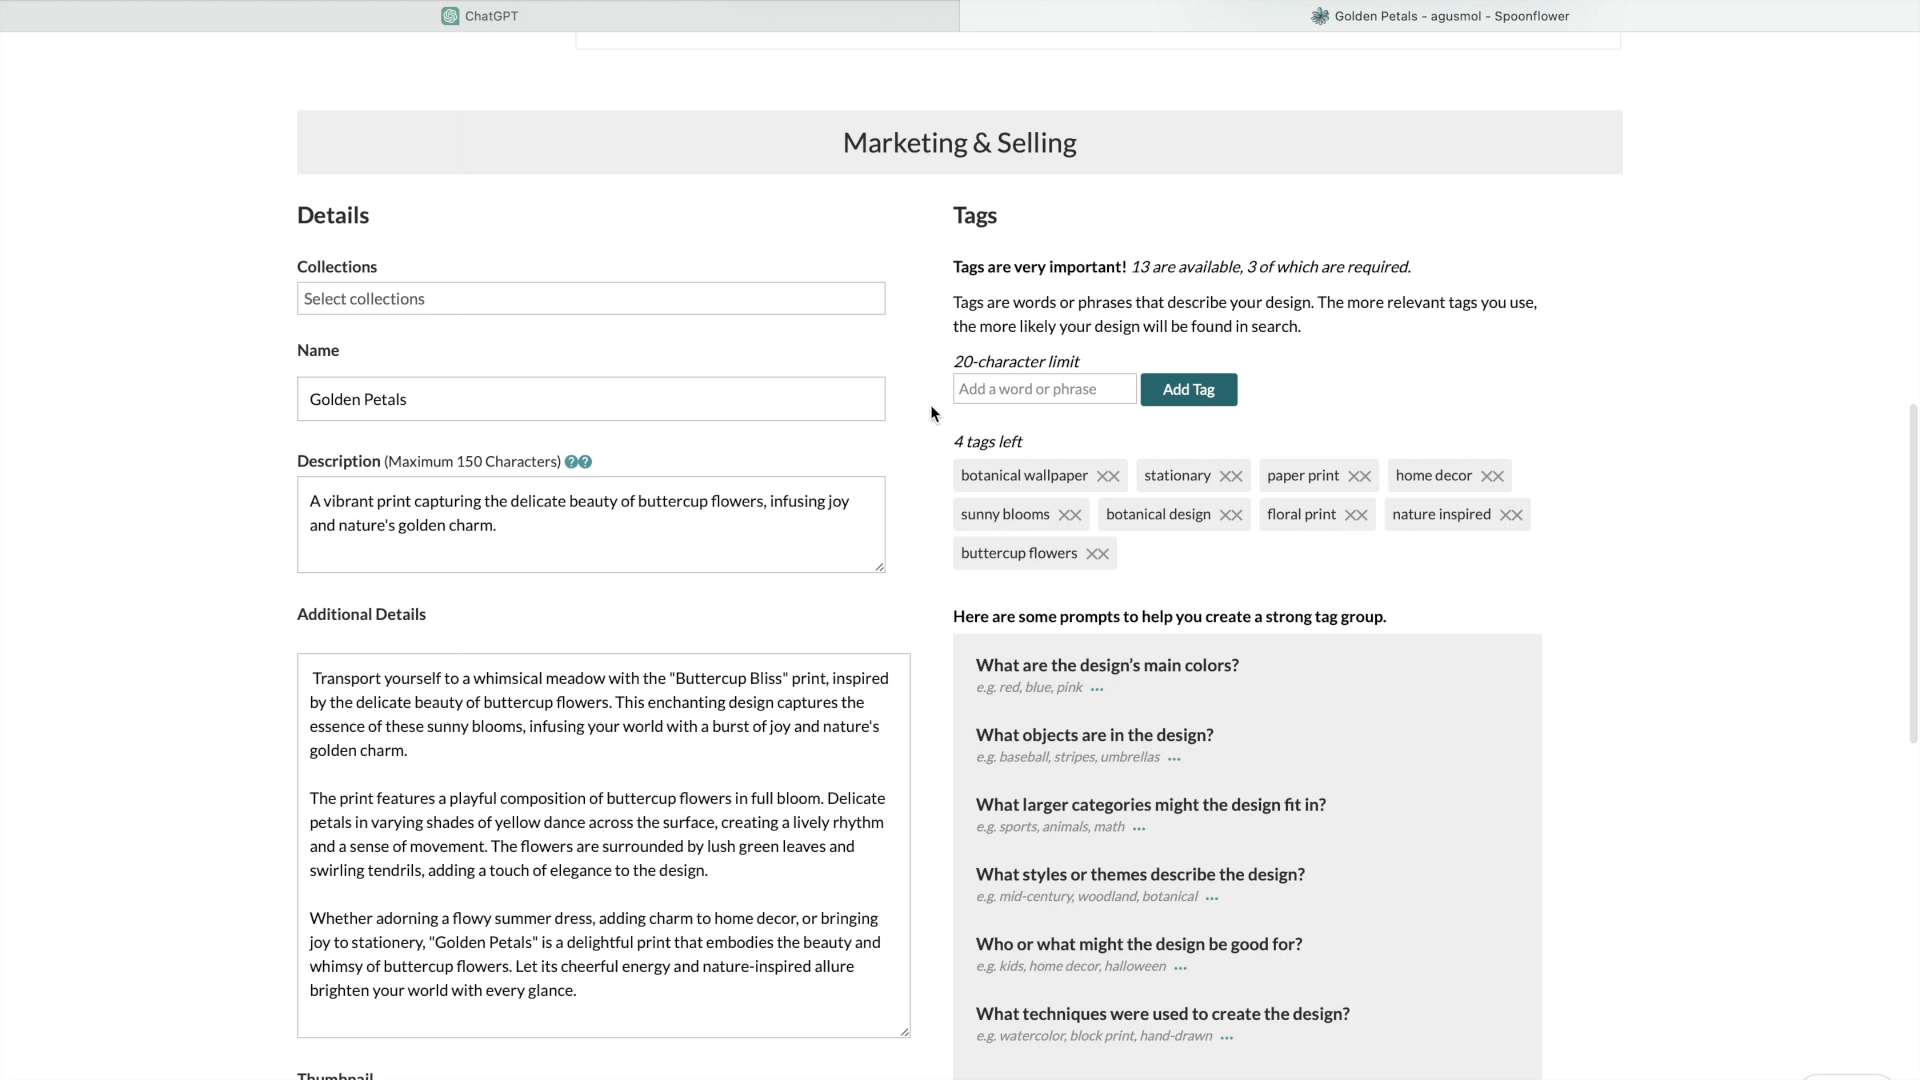 ChatGPT
Golden Petals - agusmol - Spoonflower
Marketing & Selling
Details
Collections
Select collections
Name
Golden Petals
Description (Maximum 150 Characters) ??
A vibrant print capturing the delicate beauty of buttercup flowers, infusing joy
and nature's golden charm.
Additional Details
Transport yourself to a whimsical meadow with the "Buttercup Bliss" print, inspired
by the delicate beauty of buttercup flowers. This enchanting design captures the
essence of these sunny blooms, infusing your world with a burst of joy and nature's
golden charm.
The print features a playful composition of buttercup flowers in full bloom. Delicate
petals in varying shades of yellow dance across the surface, creating a lively rhythm
and a sense of movement. The flowers are surrounded by lush green leaves and
swirling tendrils, adding a touch of elegance to the design.
Whether adorning a flowy summer dress, adding charm to home decor, or bringing
joy to stationery, "Golden Petals" is a delightful print that embodies the beauty and
whimsy of buttercup flowers. Let its cheerful energy and nature-inspired allure
brighten your world with every glance.
Thumbnail
Tags
Tags are very important! 13 are available, 3 of which are required.
Tags are words or phrases that describe your design. The more relevant tags you use,
the more likely your design will be found in search.
20-character limit
Add a word or phrase Add Tag
4 tags left
botanical wallpaper XX stationary XX paper print XX home decor XX
sunny blooms XX botanical design XX floral print XX nature inspired XX
buttercup flowers XX
Here are some prompts to help you create a strong tag group.
What are the design’s main colors?
e.g. red, blue, pink ...
What objects are in the design?
e.g. baseball, stripes, umbrellas ...
What larger categories might the design fit in?
e.g. sports, animals, math ...
What styles or themes describe the design?
e.g. mid-century, woodland, botanical ...
Who or what might the design be good for?
e.g. kids, home decor, halloween ...
What techniques were used to create the design?
e.g. watercolor, block print, hand-drawn ...